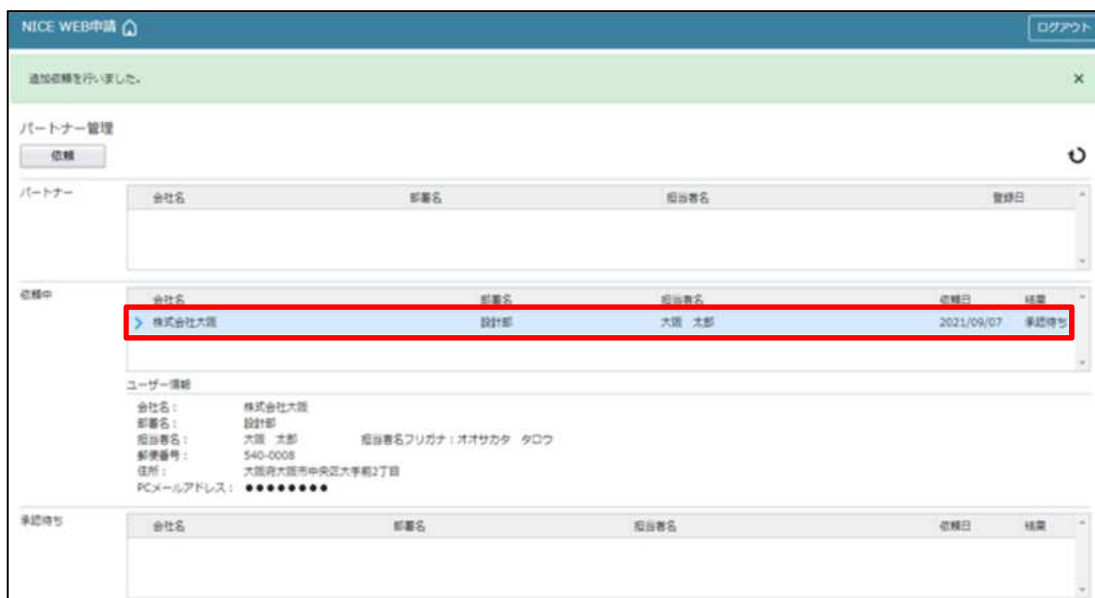 NICE WEB申請 ログアウト
追加依頼を行いました。 ×
パートナー管理
依頼
パートナー 会社名 部署名 担当者名 登録日
依頼中 会社名 部署名 担当者名 依頼日 結果
株式会社大阪 設計部 大阪 太郎 2021/09/07 承認待ち
ユーザー情報
会社名: 株式会社大阪
部署名: 設計部
担当者名: 大阪 太郎 担当者名フリガナ:オオサカタ タロウ
郵便番号: 540-0008
住所: 大阪府大阪市中央区大手前2丁目
PCメールアドレス: ●●●●●●●●
承認待ち 会社名 部署名 担当者名 依頼日 結果